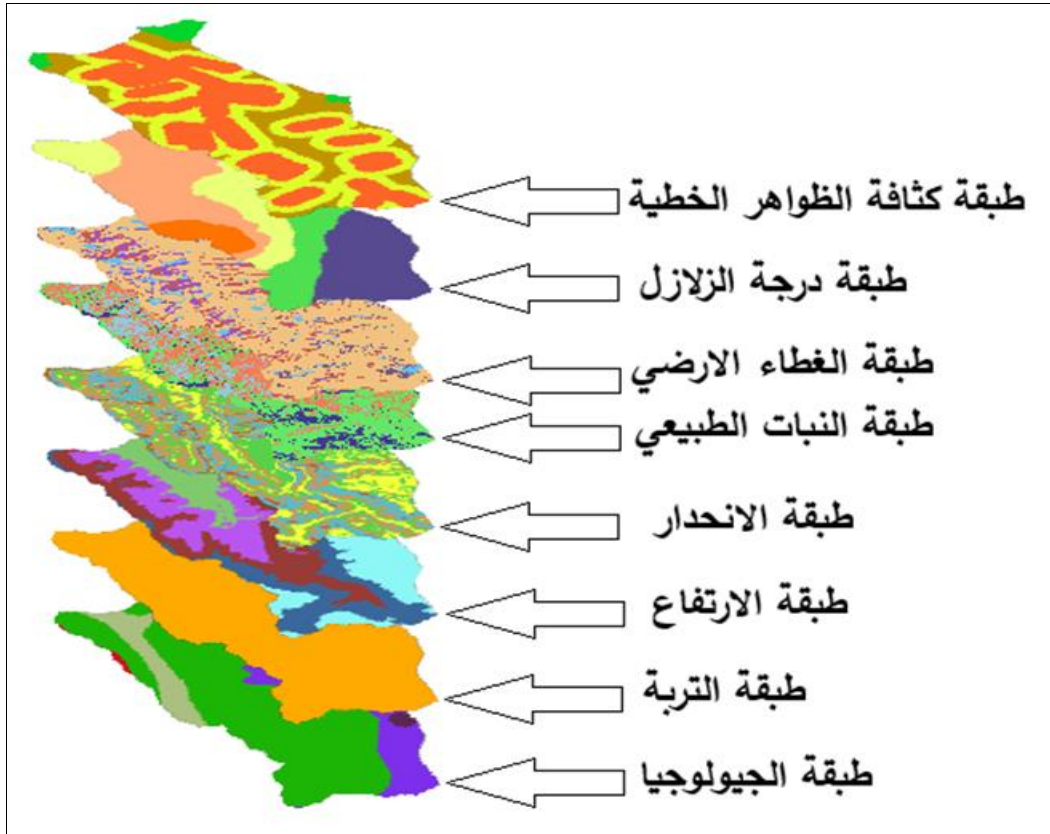 طبقة كثافة الظواهر الخطية
طبقة درجة الزلازل
طبقة الغطاء الارضي
طبقة النبات الطبيعي
طبقة الانحدار
طبقة الارتفاع
طبقة التربة
طبقة الجيولوجيا